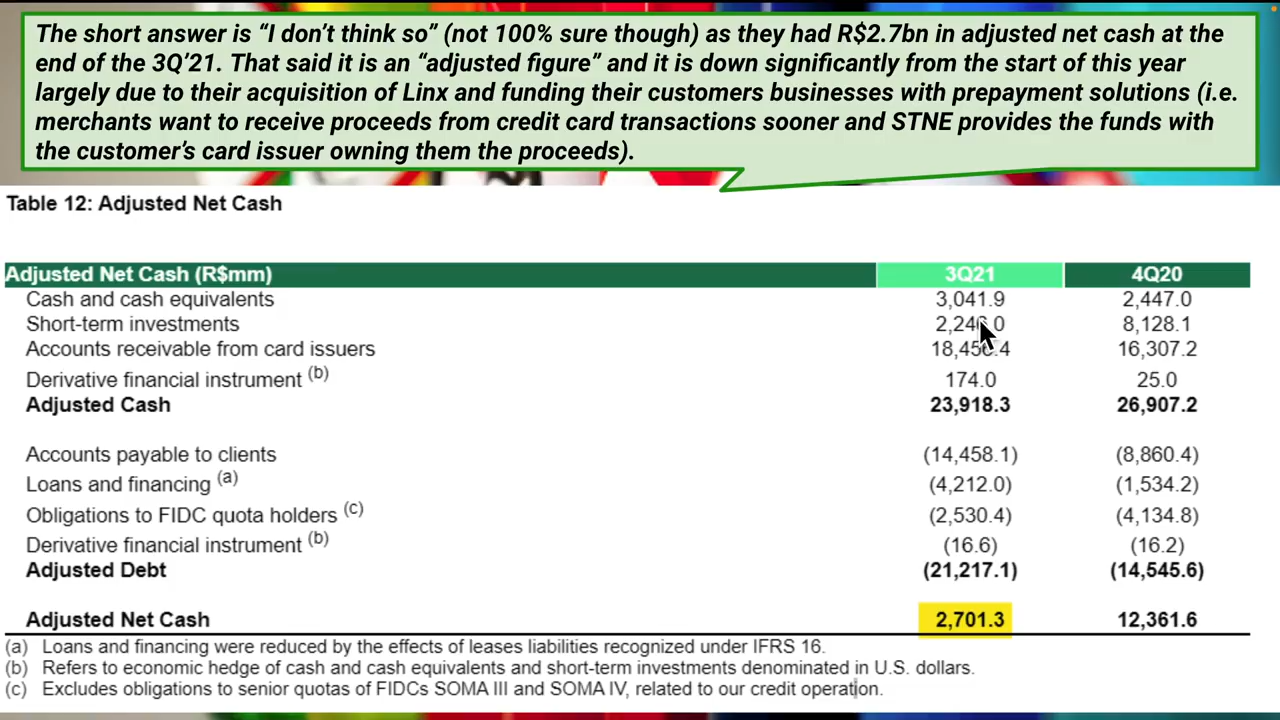 The short answer is “I don’t think so” (not 100% sure though) as they had R$2.7bn in adjusted net cash at the
end of the 3Q’21. That said it is an “adjusted figure” and it is down significantly from the start of this year
largely due to their acquisition of Linx and funding their customers businesses with prepayment solutions (i.e.
merchants want to receive proceeds from credit card transactions sooner and STNE provides the funds with
the customer’s card issuer owning them the proceeds).
Table 12: Adjusted Net Cash
Adjusted Net Cash (R$mm) 3Q21 4Q20
Cash and cash equivalents 3,041.9 2,447.0
Short-term investments 8,128.1
Accounts receivable from card issuers 16,307.2
Derivative financial instrument (b) 174.0 25.0
Adjusted Cash 23,918.3 26,907.2
Accounts payable to clients (14,458.1) (8,860.4)
Loans and financing (a) (4,212.0) (1,534.2)
Obligations to FIDC quota holders (c) (2,530.4) (4,134.8)
Derivative financial instrument (b) (16.6) (16.2)
Adjusted Debt (21,217.1) (14,545.6)
Adjusted Net Cash 2,701.3 12,361.6
(a) Loans and financing were reduced by the effects of leases liabilities recognized under IFRS 16.
(b) Refers to economic hedge of cash and cash equivalents and short-term investments denominated in U.S. dollars.
(c) Excludes obligations to senior quotas of FIDCs SOMA III and SOMA IV, related to our credit operation.